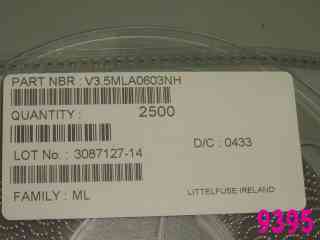 PART NBR : V3.5MLA0603NH
QUANTITY : 2500
LOT No. : 3087127-14 D/C : 0433
FAMILY : ML LITTELFUSE IRELAND
9395